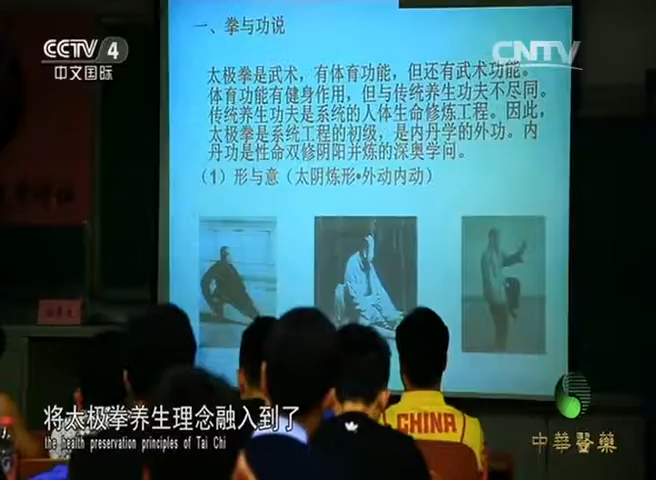 CCTV 4
中文国际
CNTV
一、拳与功说
太极拳是武术，有体育功能，但还有武术功能。
体育功能有健身作用，但与传统养生功夫不尽同。
传统养生功夫是系统的人体生命修炼工程。因此，
太极拳是系统工程的初级，是内丹学的外功。内
丹功是性命双修阴阳并炼的深奥学问。
（1）形与意（太阴炼形•外动内动）
CHINA
将太极拳养生理念融入到了
the health preservation principles of Tai Chi
中華醫藥